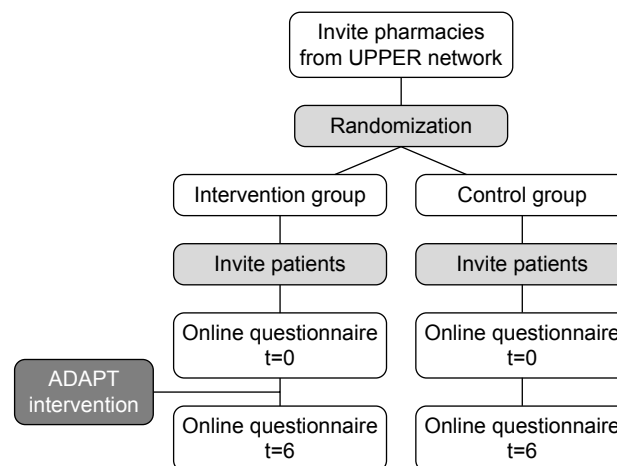 Invite pharmacies
from UPPER network
Randomization
Intervention group
Control group
Invite patients
Invite patients
Online questionnaire
t=0
Online questionnaire
t=0
ADAPT
intervention
Online questionnaire
t=6
Online questionnaire
t=6